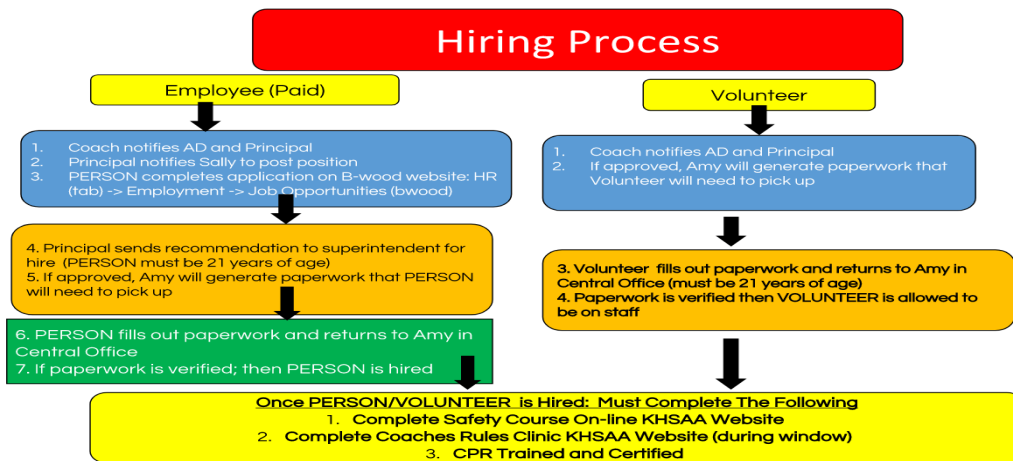 Hiring Process
Employee (Paid)
1. Coach notifies AD and Principal
2. Principal notifies Sally to post position
3. PERSON completes application on B-wood website: HR
(tab) -> Employment -> Job Opportunities (bwood)
4. Principal sends recommendation to superintendent for
hire (PERSON must be 21 years of age)
5. If approved, Amy will generate paperwork that PERSON
will need to pick up
6. PERSON fills out paperwork and returns to Amy in
Central Office
7. If paperwork is verified; then PERSON is hired
Volunteer
1. Coach notifies AD and Principal
2. If approved, Amy will generate paperwork that
Volunteer will need to pick up
3. Volunteer fills out paperwork and returns to Amy in
Central Office (must be 21 years of age)
4. Paperwork is verified then VOLUNTEER is allowed to
be on staff
Once PERSON/VOLUNTEER is Hired: Must Complete The Following
1. Complete Safety Course On-line KHSAA Website
2. Complete Coaches Rules Clinic KHSAA Website (during window)
3. CPR Trained and Certified